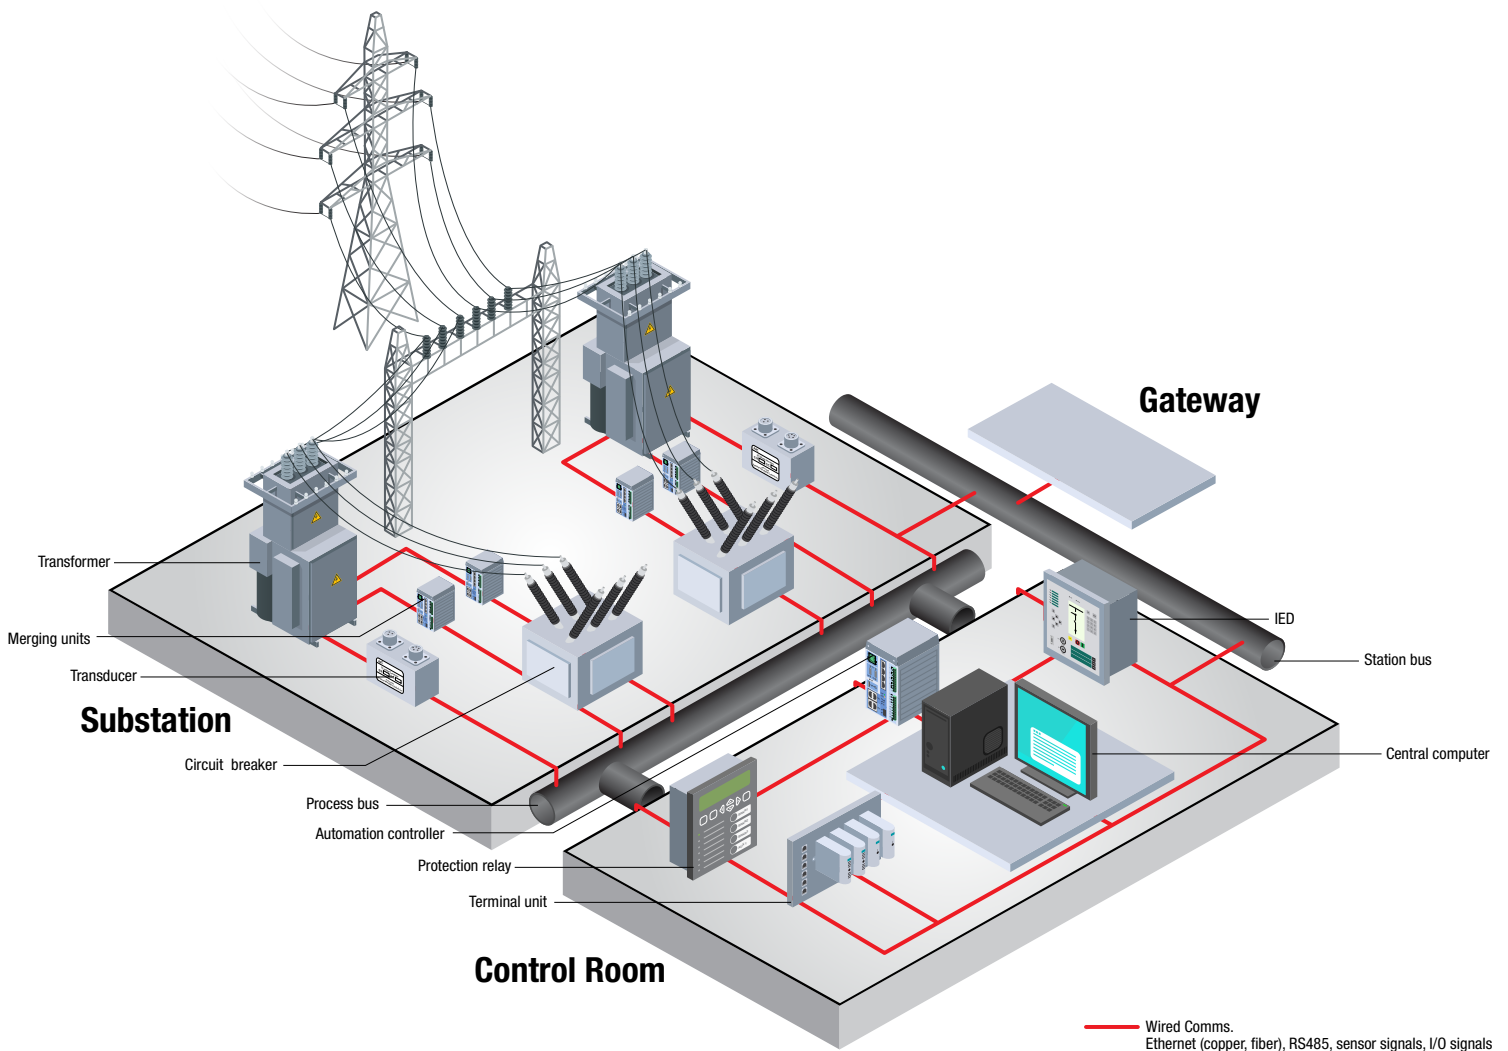 Gateway
Transformer
IED
Merging units
Station bus
Transducer
Substation
Central computer
Circuit breaker
Process bus
Automation controller
Protection relay
Terminal unit
Control Room
Wired Comms.
Ethernet (copper, fiber), RS485, sensor signals, I/O signals